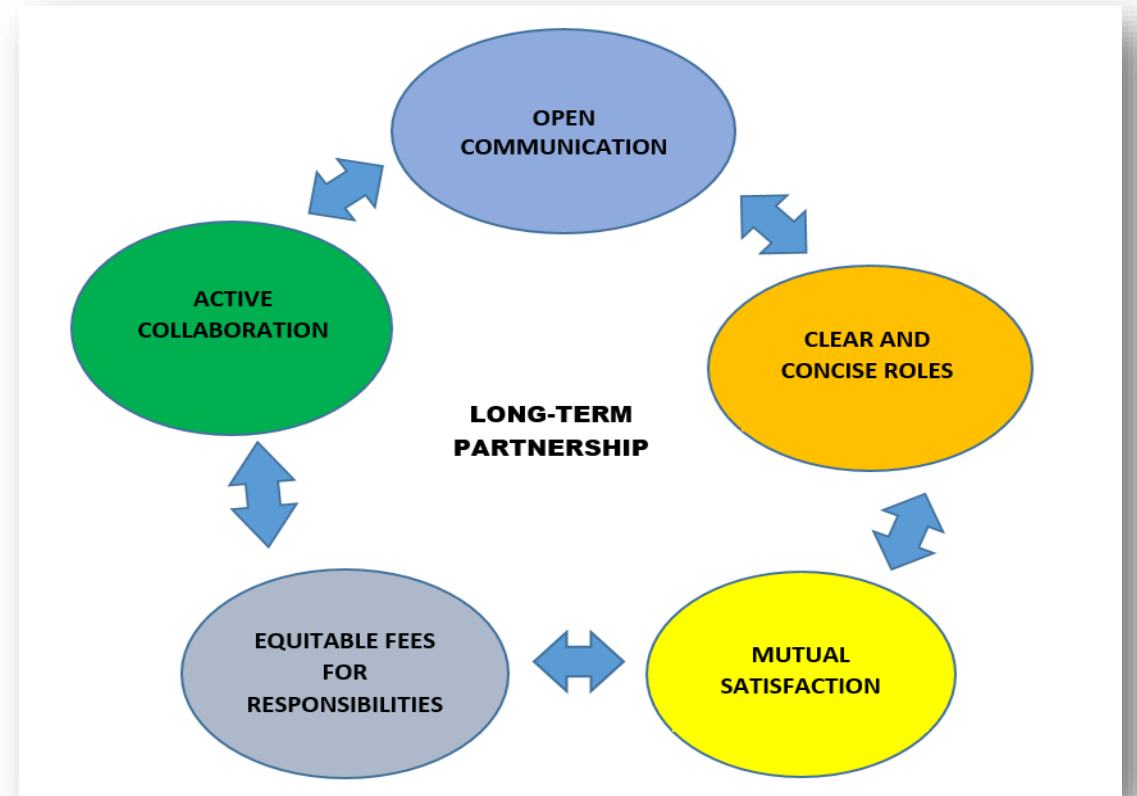 OPEN
COMMUNICATION
ACTIVE
COLLABORATION
CLEAR AND
CONCISE ROLES
LONG-TERM
PARTNERSHIP
EQUITABLE FEES
FOR
RESPONSIBILITIES
MUTUAL
SATISFACTION